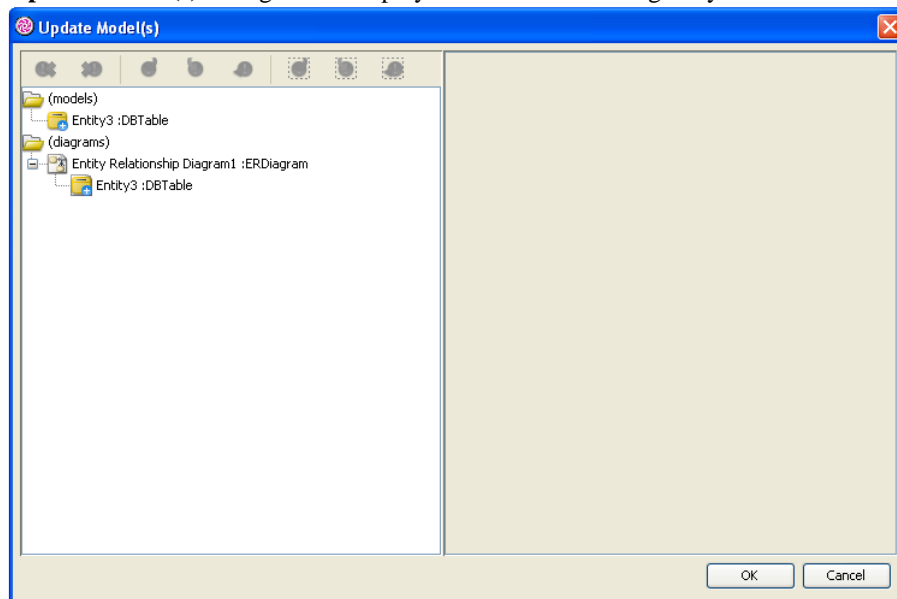 Update Model(s)
(models)
Entity3 :DBTable
(diagrams)
Entity Relationship Diagram1 :ERDiagram
Entity3 :DBTable
OK
Cancel